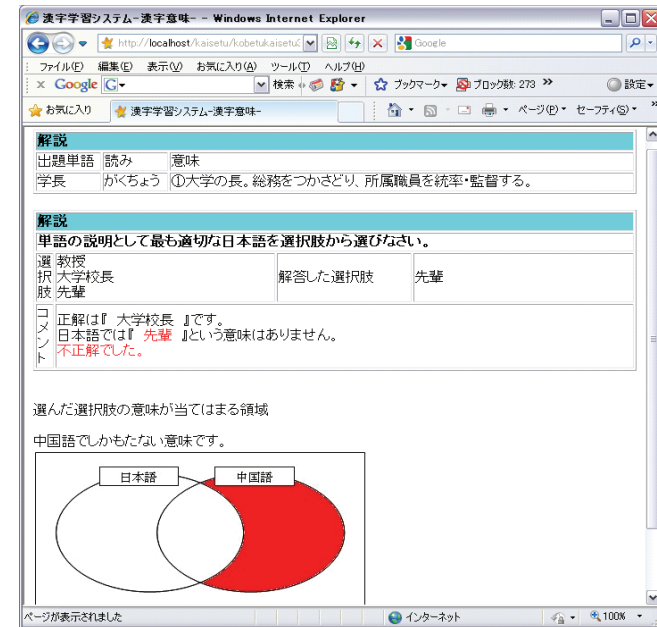 漢字学習システム-漢字意味- - Windows Internet Explorer
http://localhost/kaisetu/kobetukaisetu
Google
ファイル(F) 編集(E) 表示(V) お気に入り(A) ツール(T) ヘルプ(H)
x Google G 検索 ブックマーク ブロック数: 273 >> 設定
お気に入り 漢字学習システム-漢字意味- ページ(P) セーフティ(S) >>
解説
出題単語 読み 意味
学長 がくちょう ①大学の長。総務をつかさどり、所属職員を統率・監督する。
解説
単語の説明として最も適切な日本語を選択肢から選びなさい。
選択肢
教授
大学校長 解答した選択肢 先輩
先輩
コメント
正解は『 大学校長 』です。
日本語では『 先輩 』という意味はありません。
不正解でした。
選んだ選択肢の意味が当てはまる領域
中国語でしかもたない意味です。
日本語 中国語
ページが表示されました インターネット 100%